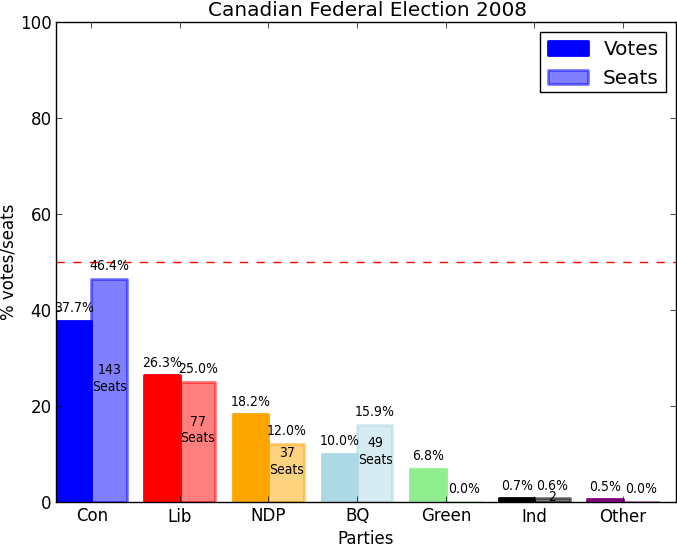 Canadian Federal Election 2008
Votes
Seats
% votes/seats
100
80
60
40
20
0
37.7%
46.4%
143
Seats
26.3%
25.0%
77
Seats
18.2%
12.0%
37
Seats
10.0%
15.9%
49
Seats
6.8%
0.0%
0.7%
0.6%
2
0.5%
0.0%
Con
Lib
NDP
BQ
Green
Ind
Other
Parties